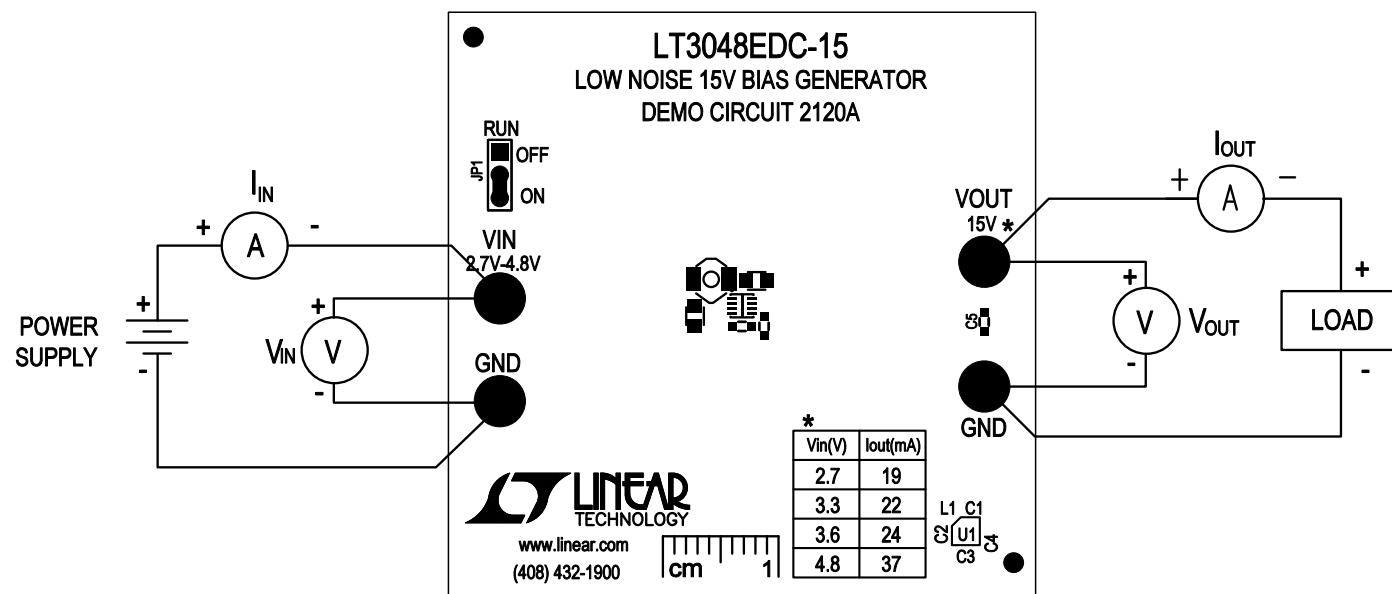 LT3048EDC-15
LOW NOISE 15V BIAS GENERATOR
DEMO CIRCUIT 2120A
RUN
JP1
OFF
ON
IIN
+ A -
VIN
2.7V-4.8V
POWER
SUPPLY
+
-
VIN
+
V
-
GND
VOUT
15V *
IOUT
+ A -
C5
+
V
-
VOUT
+
LOAD
-
GND
*
Vin(V) Iout(mA)
2.7 19
3.3 22
3.6 24
4.8 37
LINEAR
TECHNOLOGY
www.linear.com
(408) 432-1900
cm 1
L1 C1
C2 U1 C4
C3